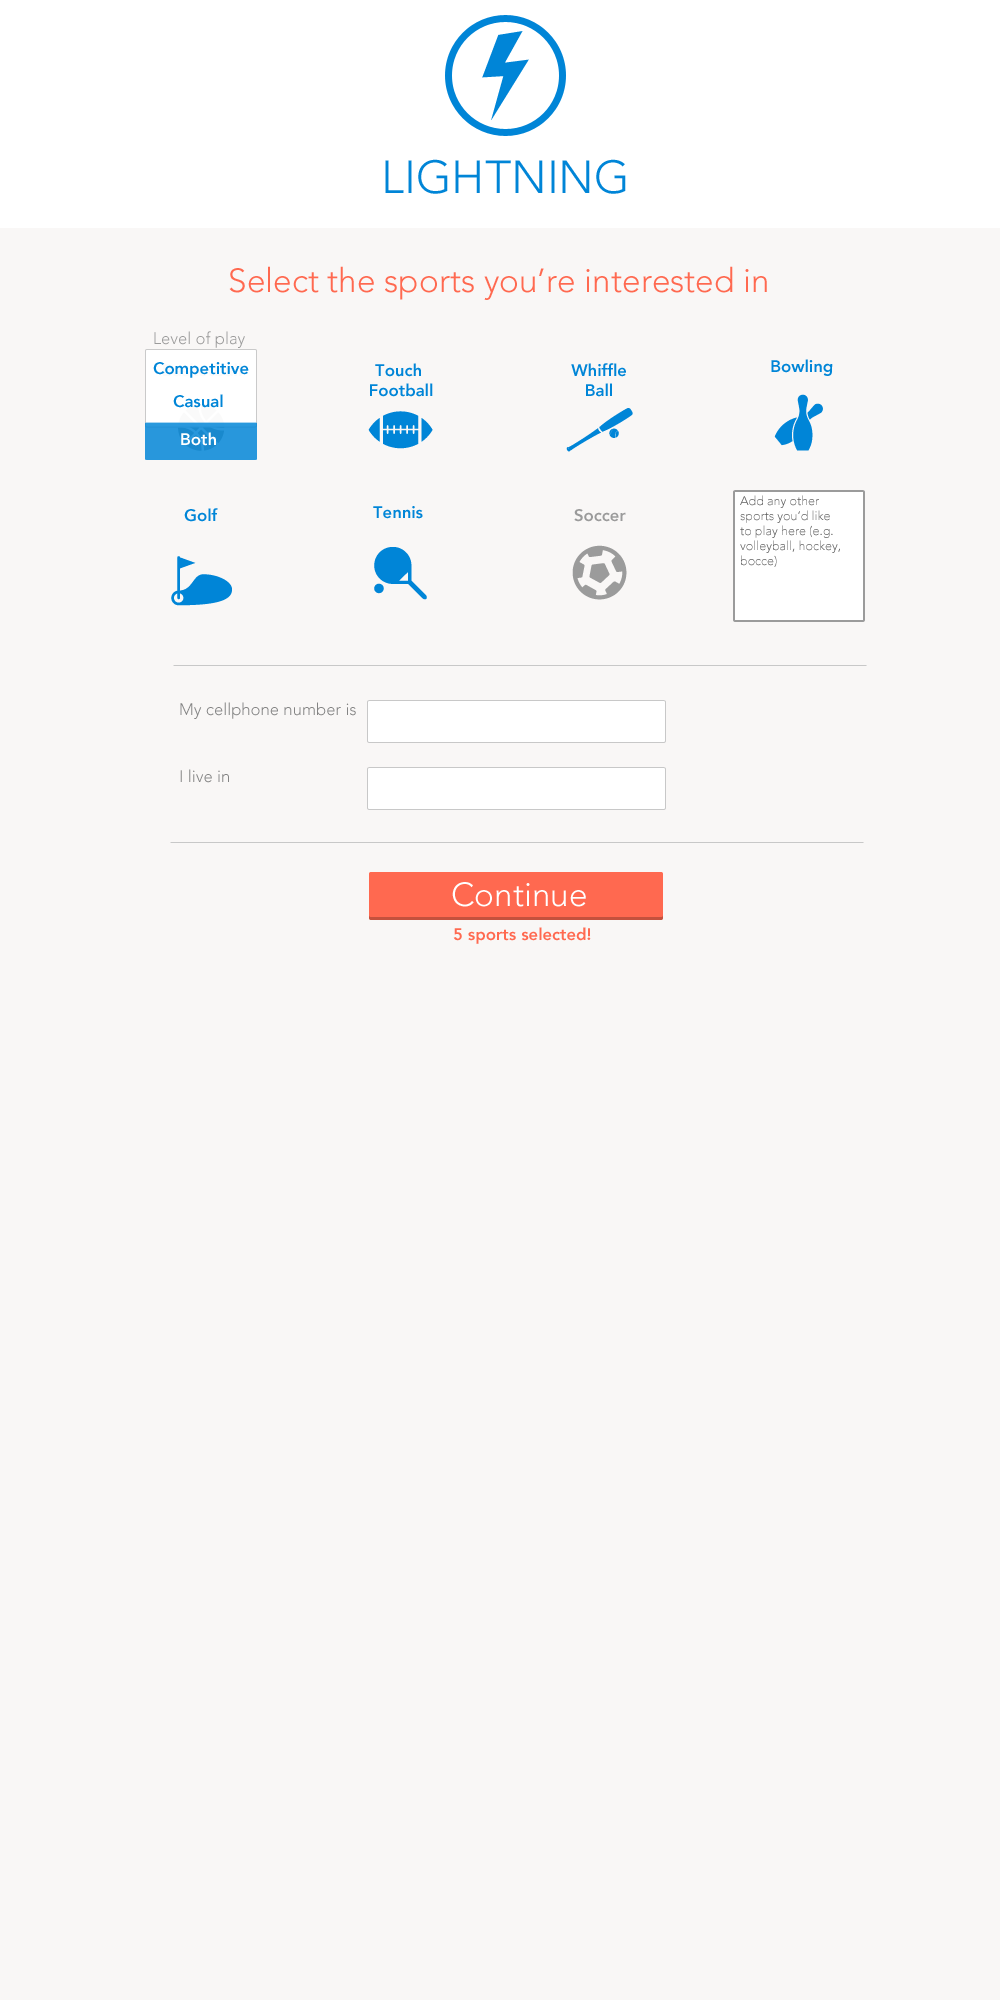 LIGHTNING
Select the sports you're interested in
Level of play
Competitive
Casual
Both
Touch
Football
Whiffle
Ball
Bowling
Golf
Tennis
Soccer
Add any other
sports you'd like
to play here (e.g.
volleyball, hockey,
bocce)
My cellphone number is
I live in
Continue
5 sports selected!